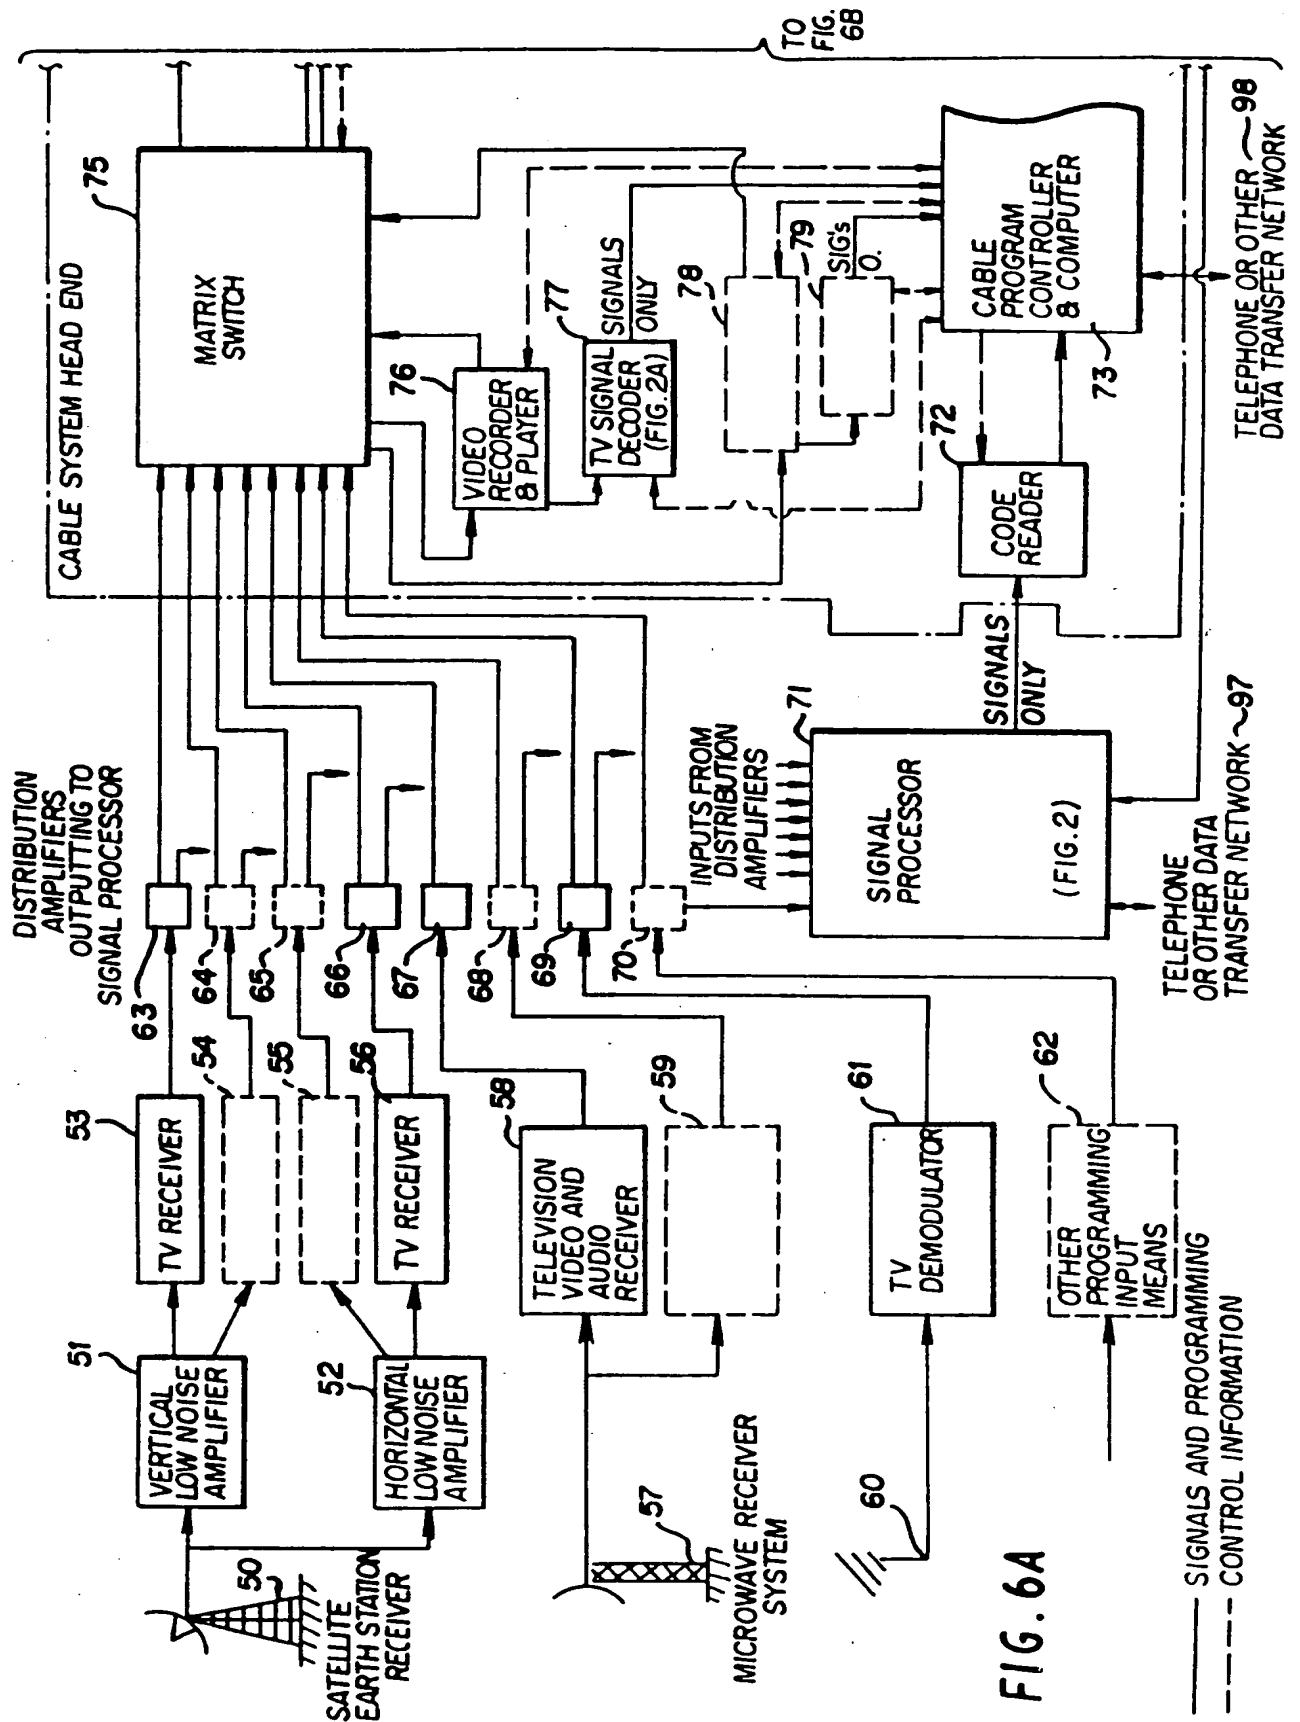 CABLE SYSTEM HEAD END
75
MATRIX
SWITCH
TO
FIG.
6B
76
VIDEO
RECORDER
& PLAYER
77
TV SIGNAL
DECODER
(FIG. 2A)
SIGNALS
ONLY
78
79
SIG's
O.
CABLE
PROGRAM
CONTROLLER
& COMPUTER
73
72
CODE
READER
TELEPHONE OR OTHER ~98
DATA TRANSFER NETWORK
DISTRIBUTION
AMPLIFIERS
OUTPUTTING TO
SIGNAL PROCESSOR
63
64
65
66
67
68
69
70
INPUTS FROM
DISTRIBUTION
AMPLIFIERS
71
SIGNAL
PROCESSOR
(FIG. 2)
SIGNALS
ONLY
TELEPHONE
OR OTHER DATA
TRANSFER NETWORK ~97
53
TV RECEIVER
54
55
56
TV RECEIVER
58
TELEVISION
VIDEO AND
AUDIO
RECEIVER
59
61
TV
DEMODULATOR
62
OTHER
PROGRAMMING
INPUT
MEANS
51
VERTICAL
LOW NOISE
AMPLIFIER
52
HORIZONTAL
LOW NOISE
AMPLIFIER
50
SATELLITE
EARTH STATION
RECEIVER
57
MICROWAVE RECEIVER
SYSTEM
60
FIG. 6A
SIGNALS AND PROGRAMMING
CONTROL INFORMATION